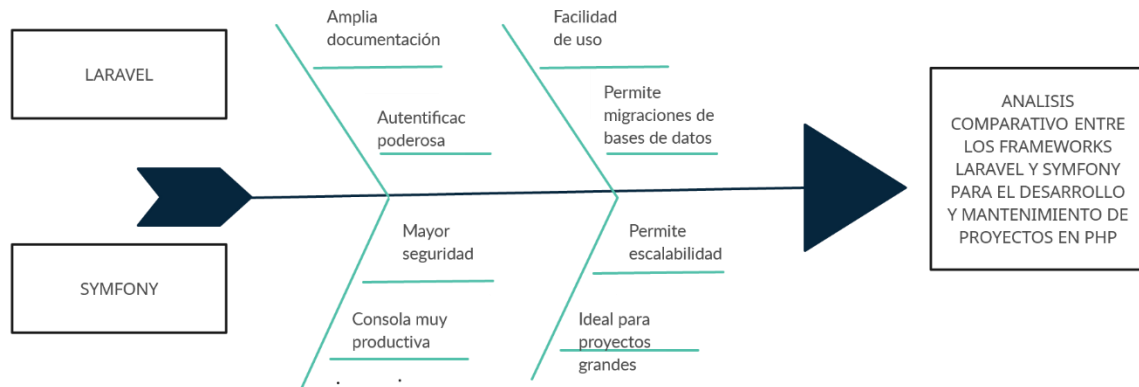 LARAVEL
Amplia
documentación
Autentificac
poderosa
Facilidad
de uso
Permite
migraciones de
bases de datos
SYMFONY
Mayor
seguridad
Consola muy
productiva
Permite
escalabilidad
Ideal para
proyectos
grandes
ANALISIS
COMPARATIVO ENTRE
LOS FRAMEWORKS
LARAVEL Y SYMFONY
PARA EL DESARROLLO
Y MANTENIMIENTO DE
PROYECTOS EN PHP